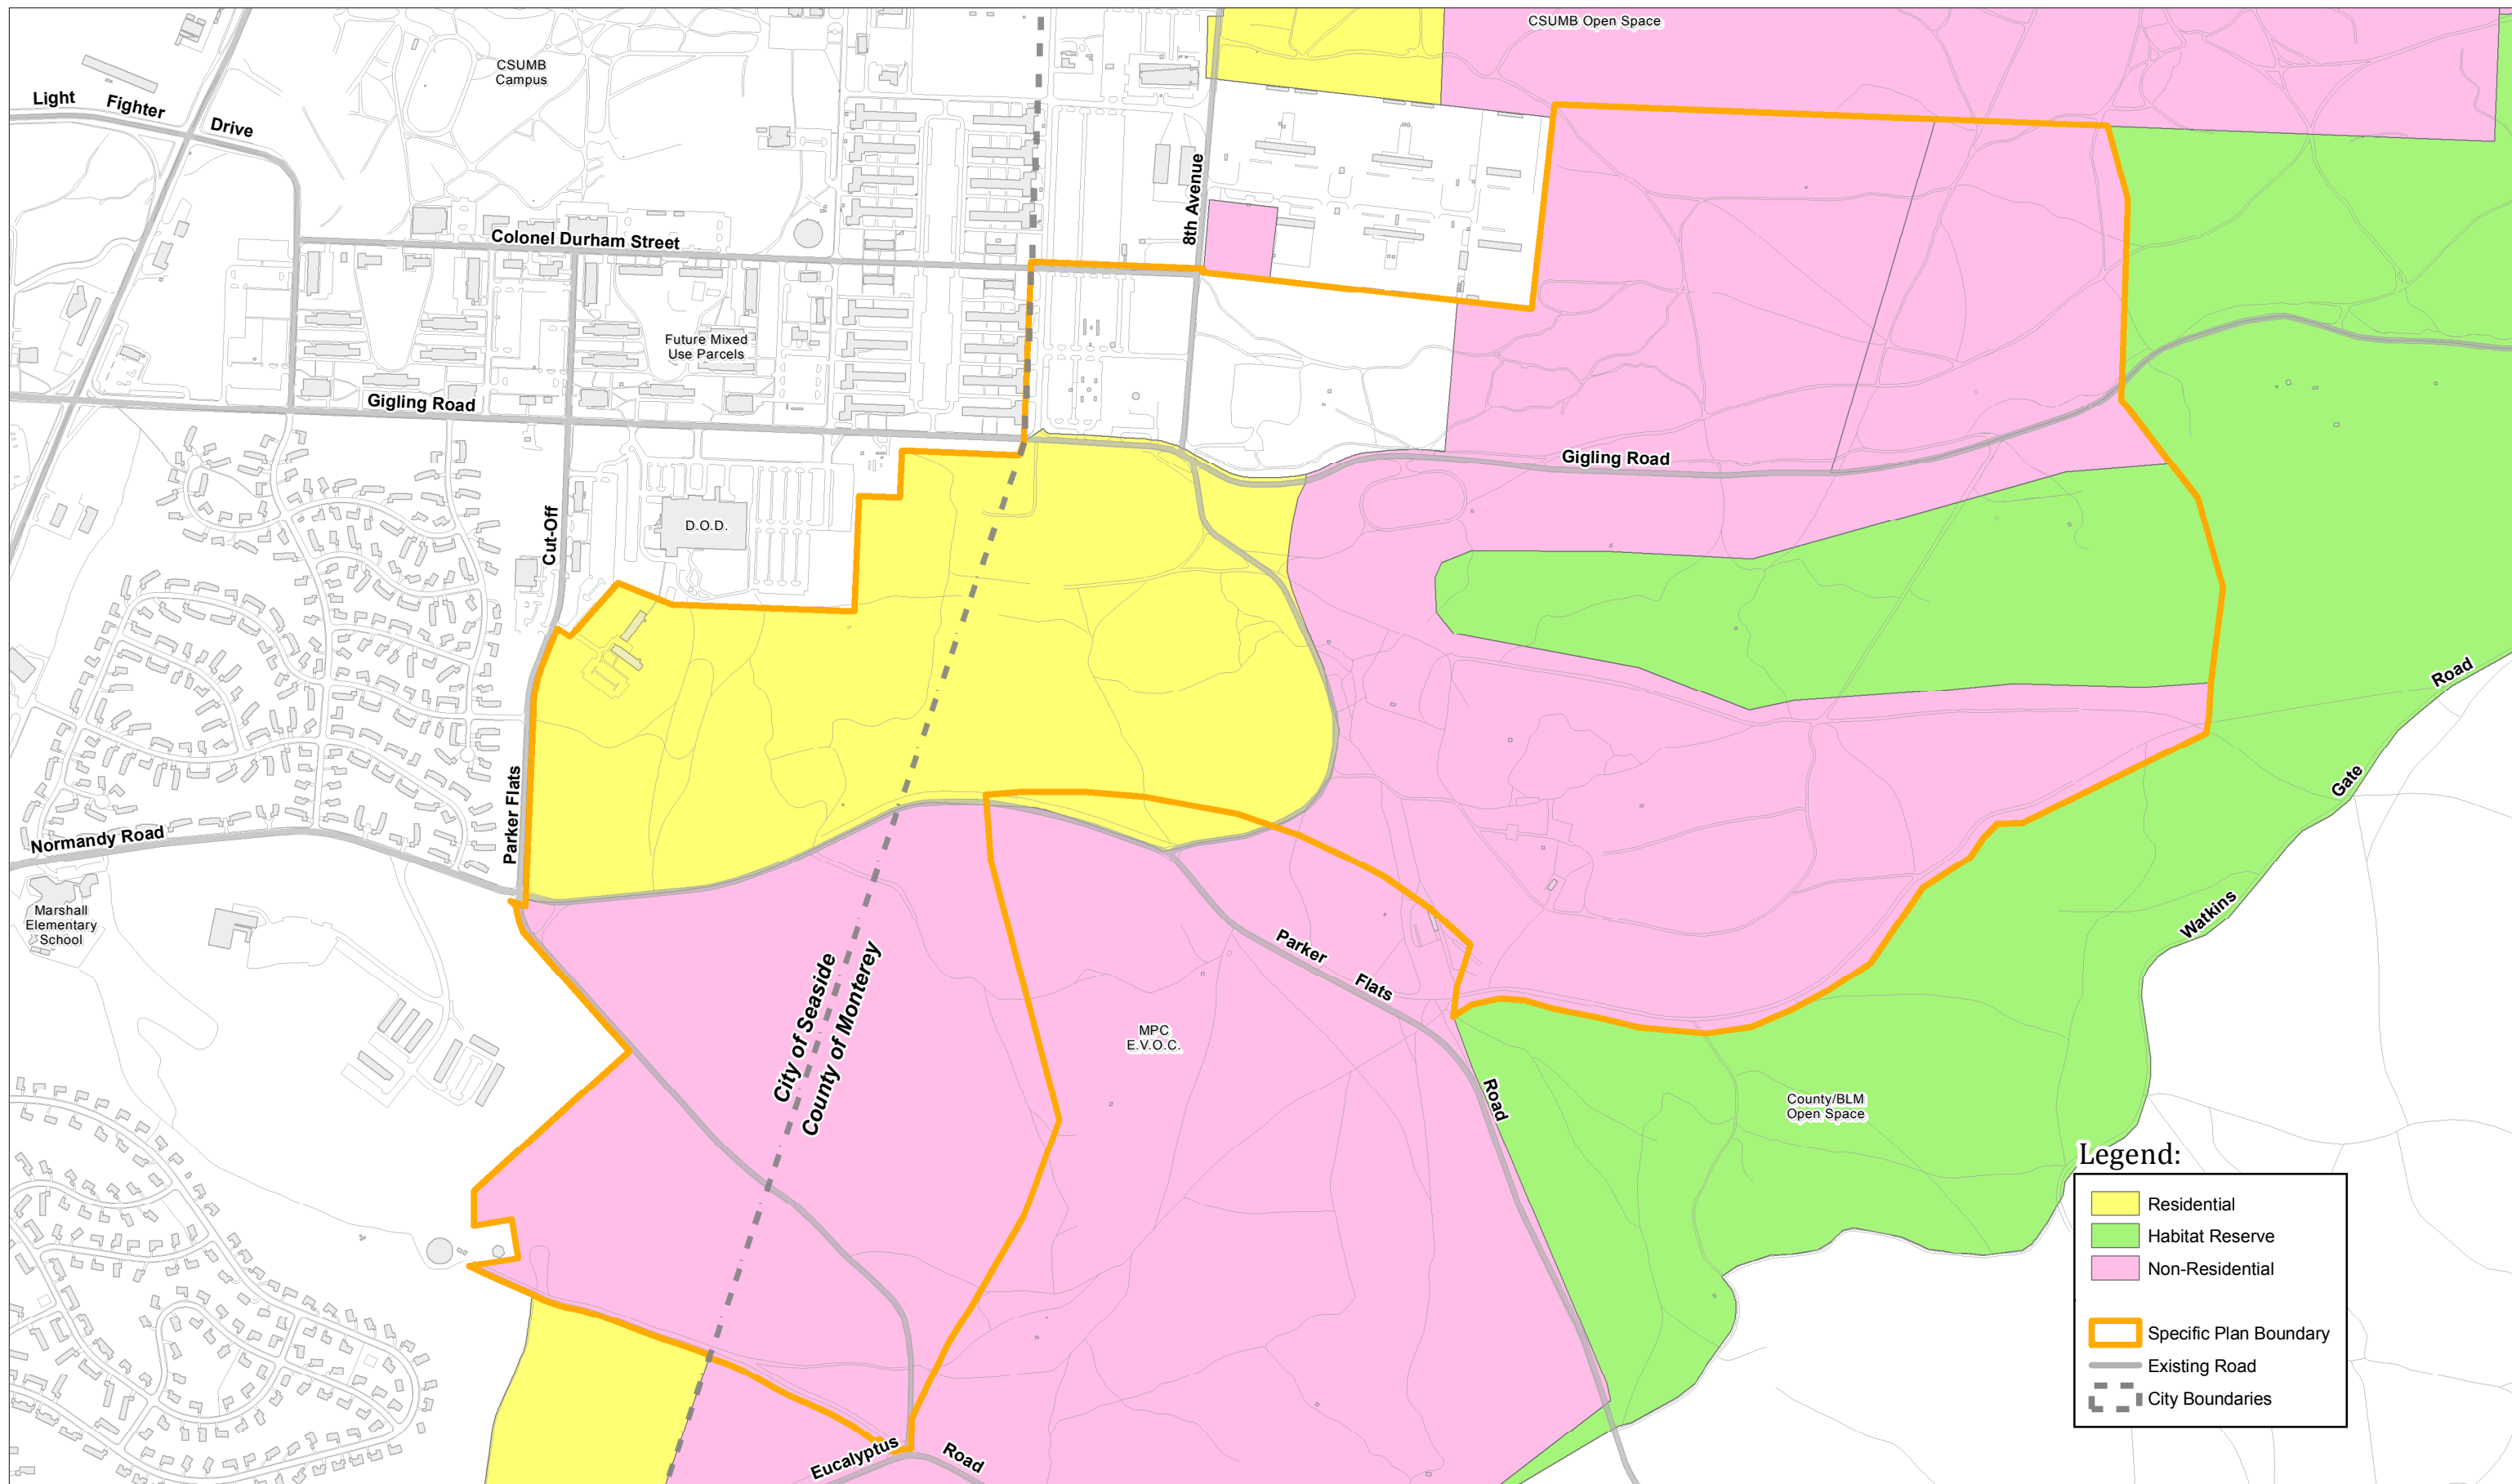 CSUMB Open Space
CSUMB
Campus
Light Fighter Drive
8th Avenue
Colonel Durham Street
Future Mixed
Use Parcels
Gigling Road
Gigling Road
D.O.D.
Cut-Off
Parker Flats
Normandy Road
Marshall
Elementary
School
City of Seaside
County of Monterey
Parker Flats Road
MPC
E.V.O.C.
Watkins Gate Road
County/BLM
Open Space
Eucalyptus Road
Legend:
Residential
Habitat Reserve
Non-Residential
Specific Plan Boundary
Existing Road
City Boundaries